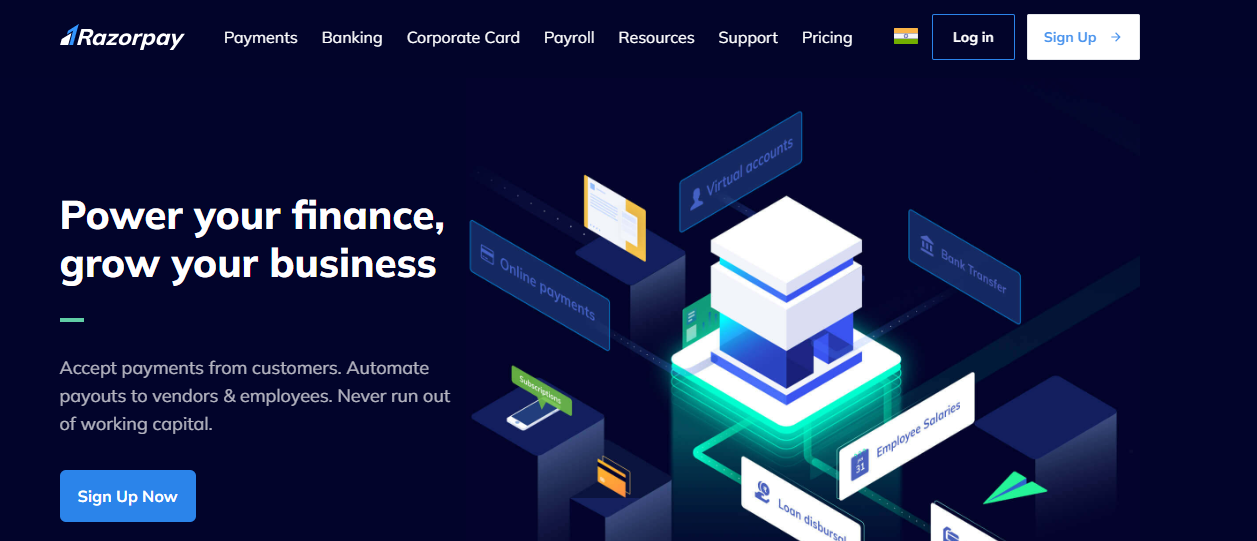 Razorpay
Payments
Banking
Corporate Card
Payroll
Resources
Support
Pricing
Log in
Sign Up
Power your finance,
grow your business
Accept payments from customers. Automate
payouts to vendors & employees. Never run out
of working capital.
Sign Up Now
Virtual accounts
Online payments
Bank Transfer
Subscriptions
Employee Salaries
31
Loan disbursal